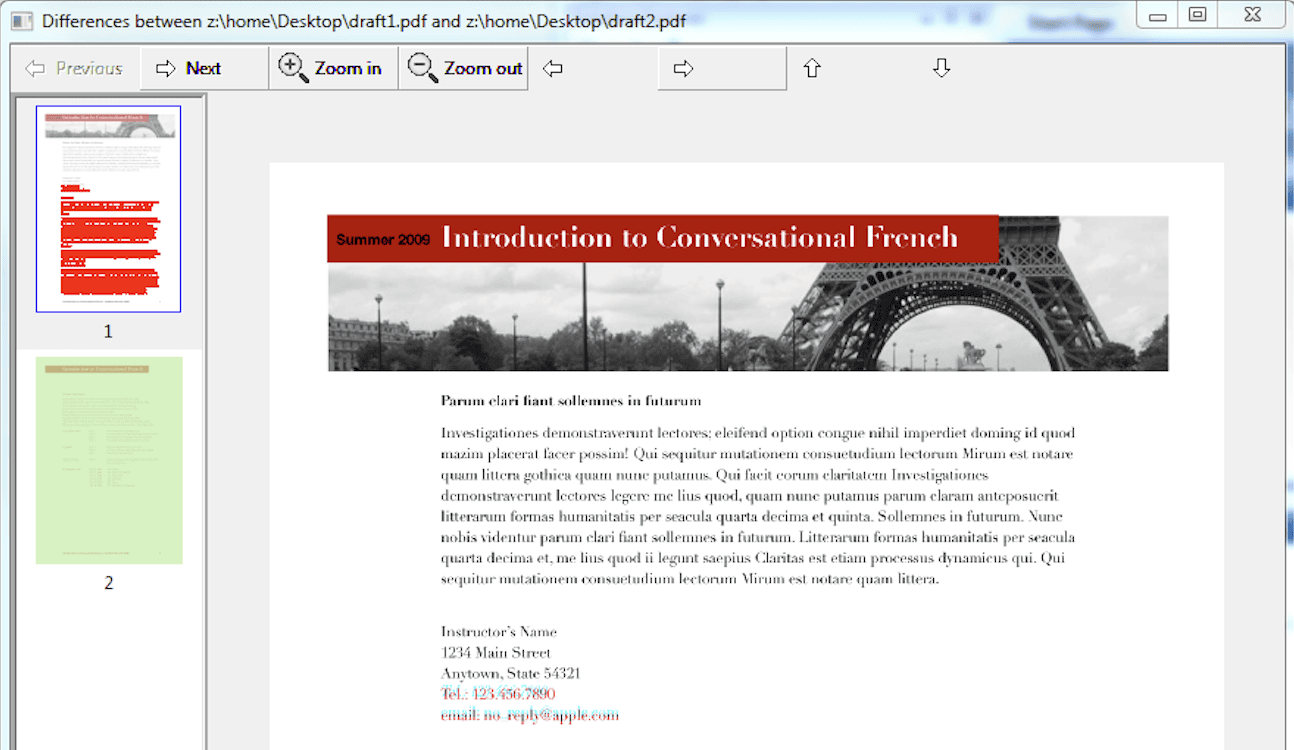 Differences between z:\home\Desktop\draft1.pdf and z:\home\Desktop\draft2.pdf
Previous
Next
Zoom in
Zoom out
1
2
Summer 2009
Introduction to Conversational French
Parum clari fiant sollemnes in futurum
Investigationes demonstraverunt lectores; eleifend option congue nihil imperdiet doming id quod
mazim placerat facer possim! Qui sequitur mutationem consuetudium lectorum Mirum est notare
quam littera gothica quam nunc putamus. Qui facit eorum claritatem Investigationes
demonstraverunt lectores legere me lius quod, quam nunc putamus parum claram anteposuerit
litterarum formas humanitatis per seacula quarta decima et quinta. Sollemnes in futurum. Nunc
nobis videntur parum clari fiant sollemnes in futurum. Litterarum formas humanitatis per seacula
quarta decima et, me lius quod ii legunt saepius Claritas est etiam processus dynamicus qui. Qui
sequitur mutationem consuetudium lectorum Mirum est notare quam littera.
Instructor's Name
1234 Main Street
Anytown, State 54321
Tel.: 123.456.7890
email: no_reply@apple.com